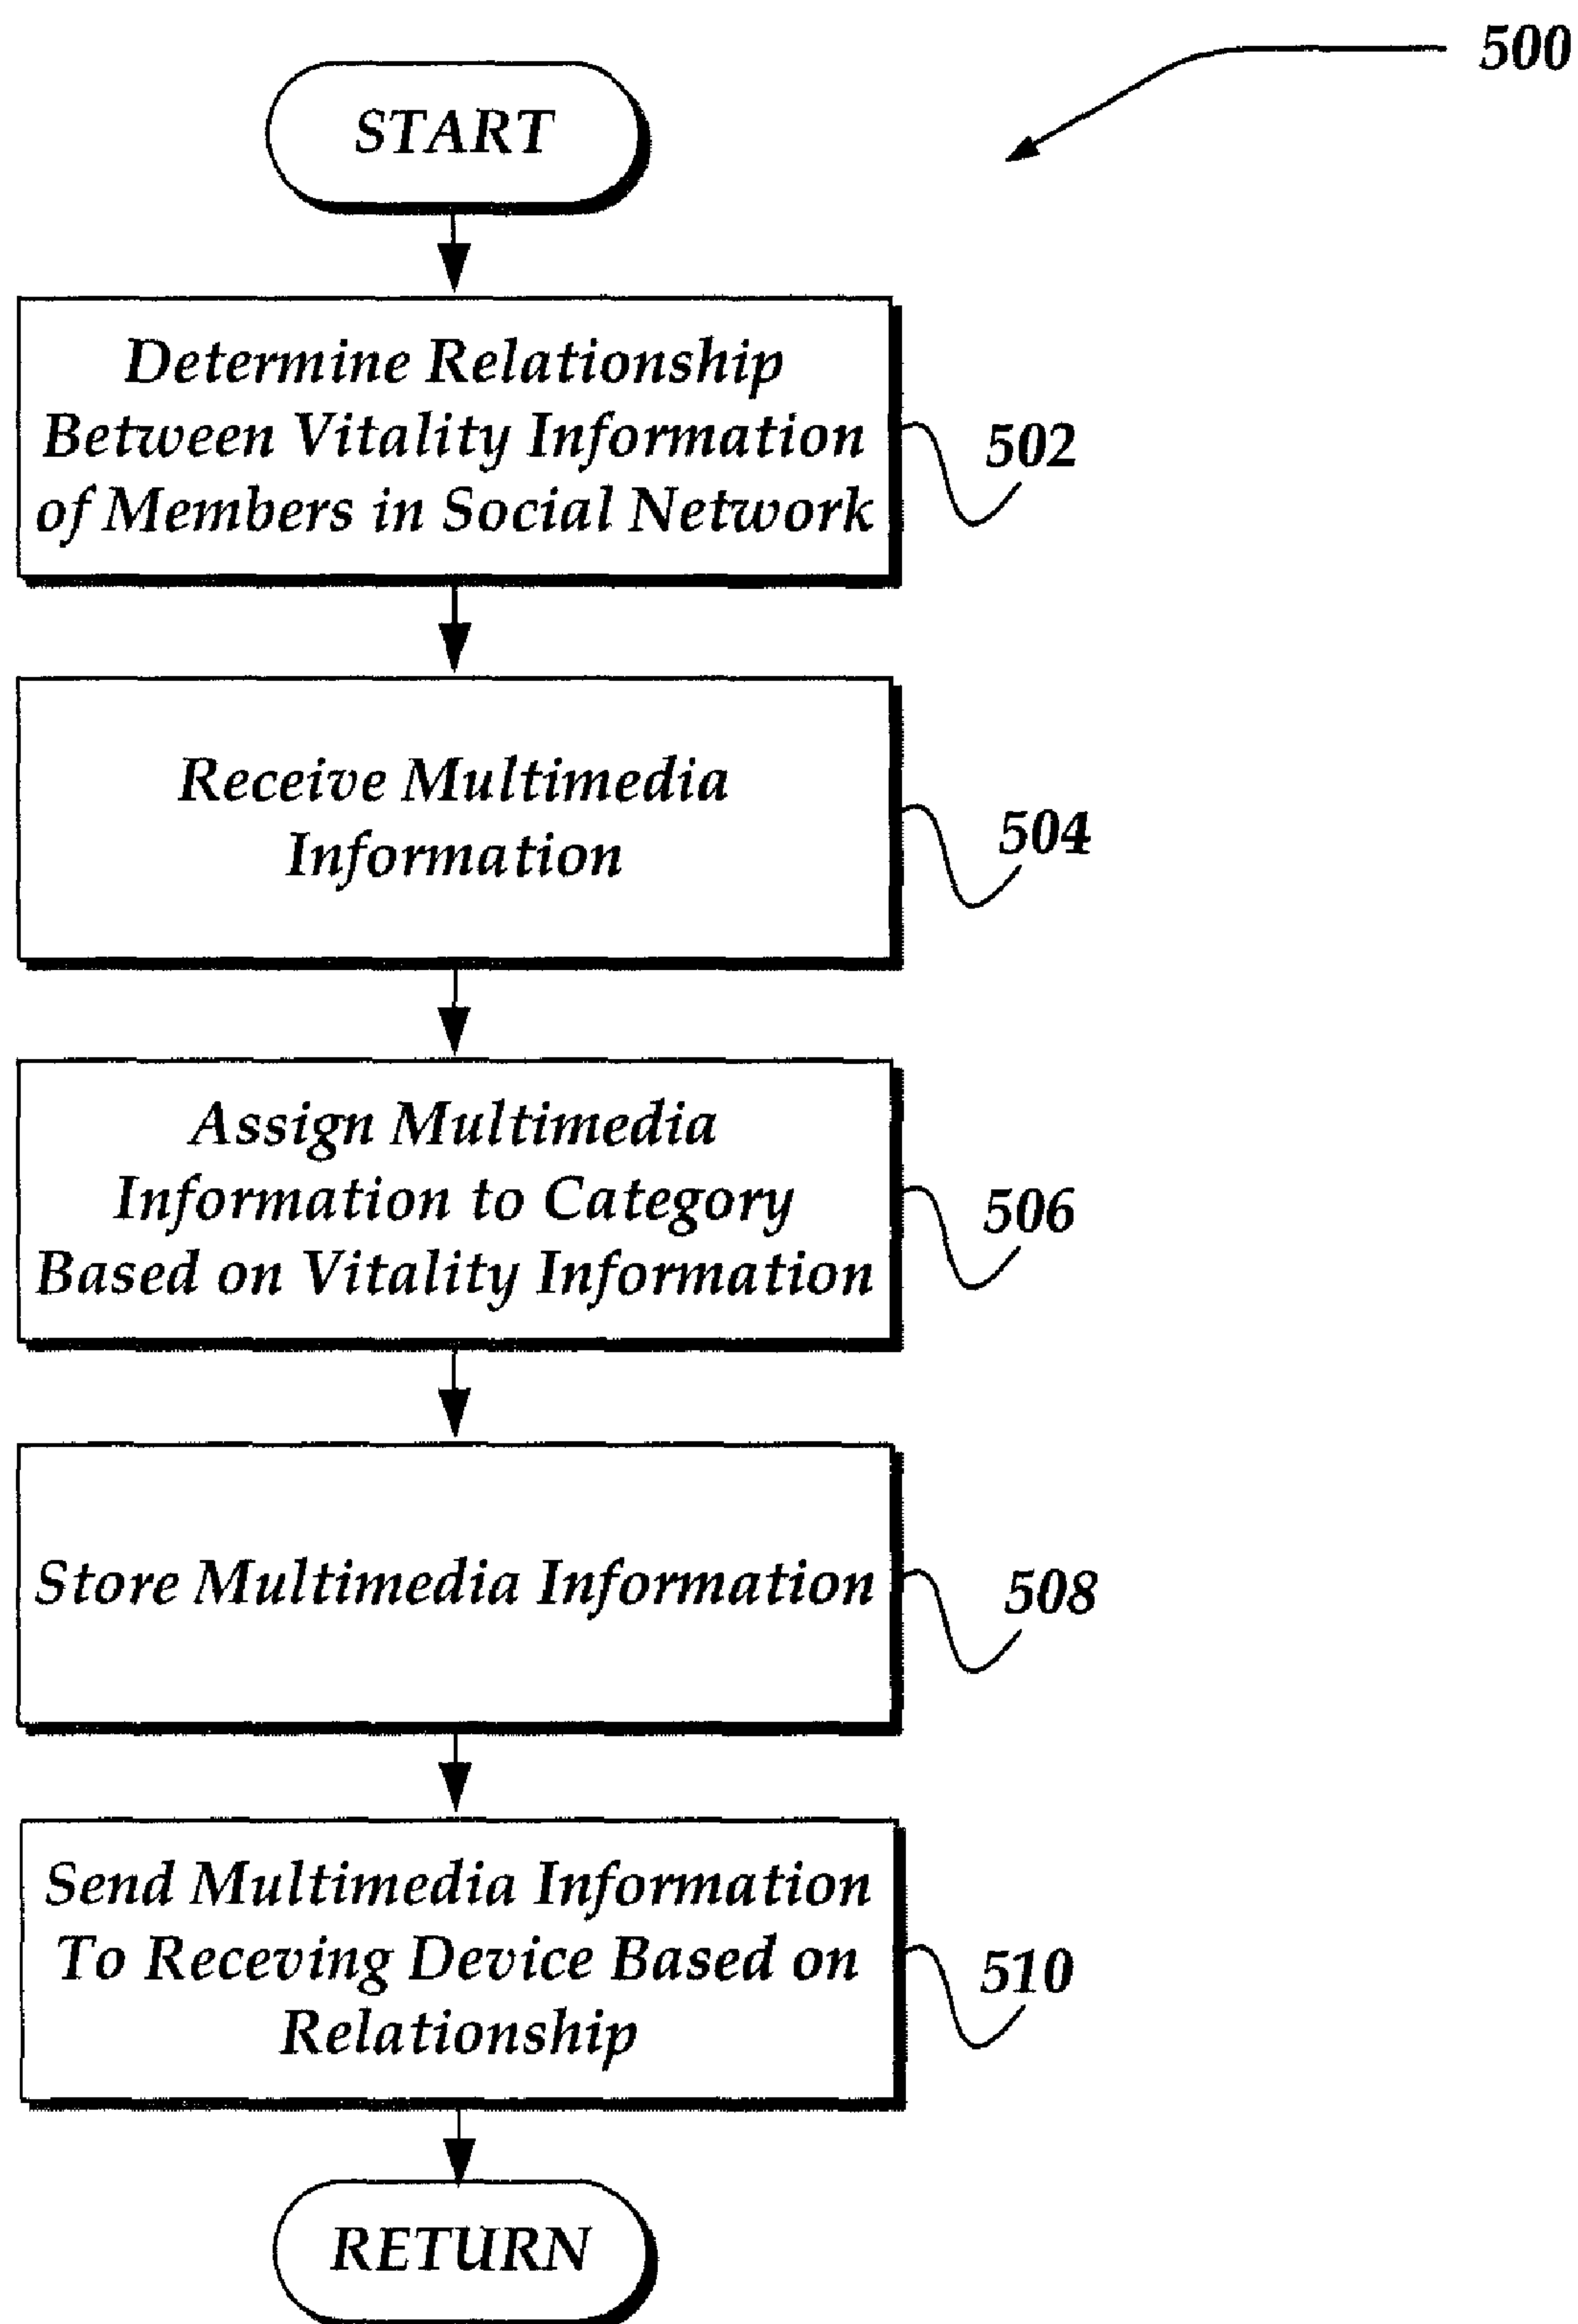 500
START
Determine Relationship
Between Vitality Information
of Members in Social Network
502
Receive Multimedia
Information
504
Assign Multimedia
Information to Category
Based on Vitality Information
506
Store Multimedia Information
508
Send Multimedia Information
To Receving Device Based on
Relationship
510
RETURN